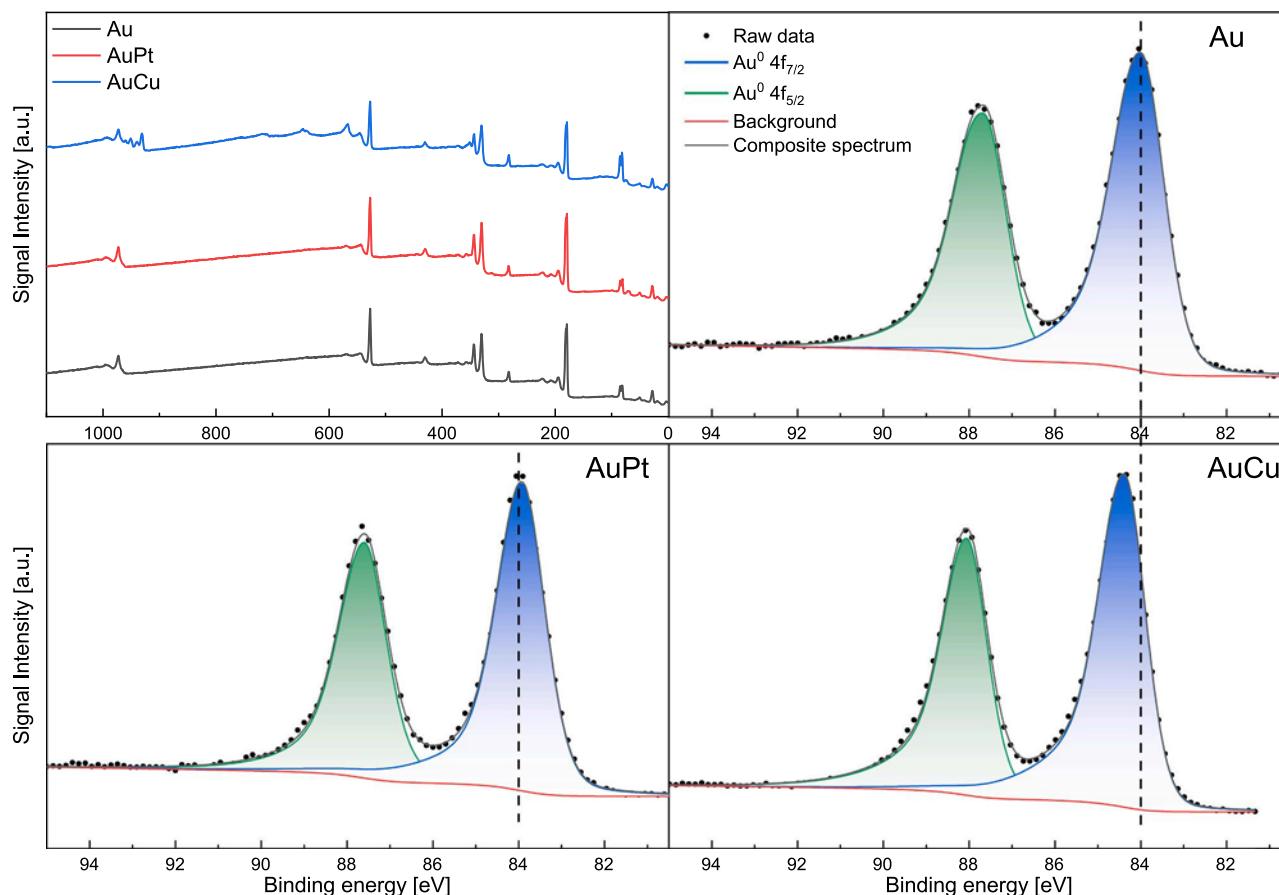 Au
AuPt
AuCu
Signal Intensity [a.u.]
1000 800 600 400 200 0
Au
Raw data
Au⁰ 4f₇/₂
Au⁰ 4f₅/₂
Background
Composite spectrum
94 92 90 88 86 84 82
AuPt
Signal Intensity [a.u.]
94 92 90 88 86 84 82
Binding energy [eV]
AuCu
94 92 90 88 86 84 82
Binding energy [eV]